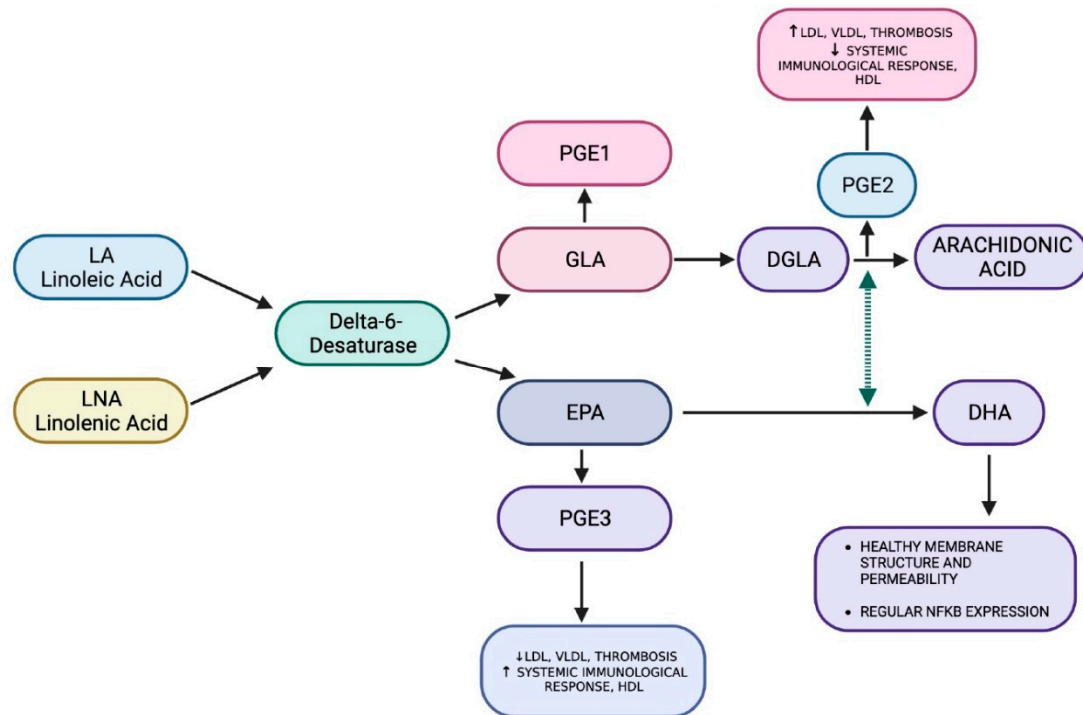 ↑LDL, VLDL, THROMBOSIS
↓ SYSTEMIC
IMMUNOLOGICAL RESPONSE,
HDL
PGE1
PGE2
LA
Linoleic Acid
GLA
DGLA
ARACHIDONIC
ACID
Delta-6-
Desaturase
LNA
Linolenic Acid
EPA
DHA
PGE3
• HEALTHY MEMBRANE
STRUCTURE AND
PERMEABILITY
• REGULAR NFKB EXPRESSION
↓LDL, VLDL, THROMBOSIS
↑ SYSTEMIC IMMUNOLOGICAL
RESPONSE, HDL